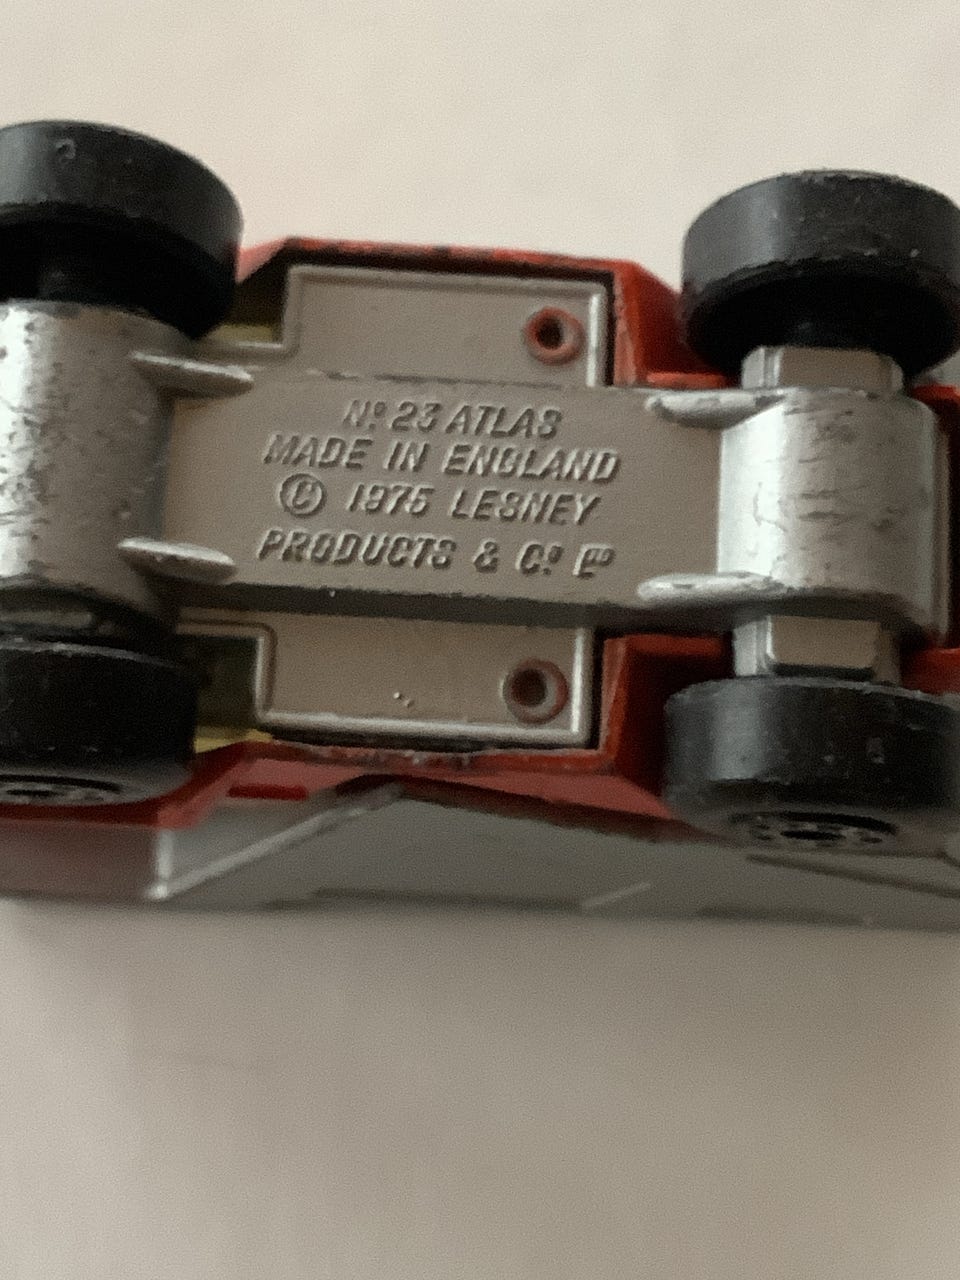 Nº 23 ATLAS
MADE IN ENGLAND
© 1975 LESNEY
PRODUCTS & Cº Lᴰ